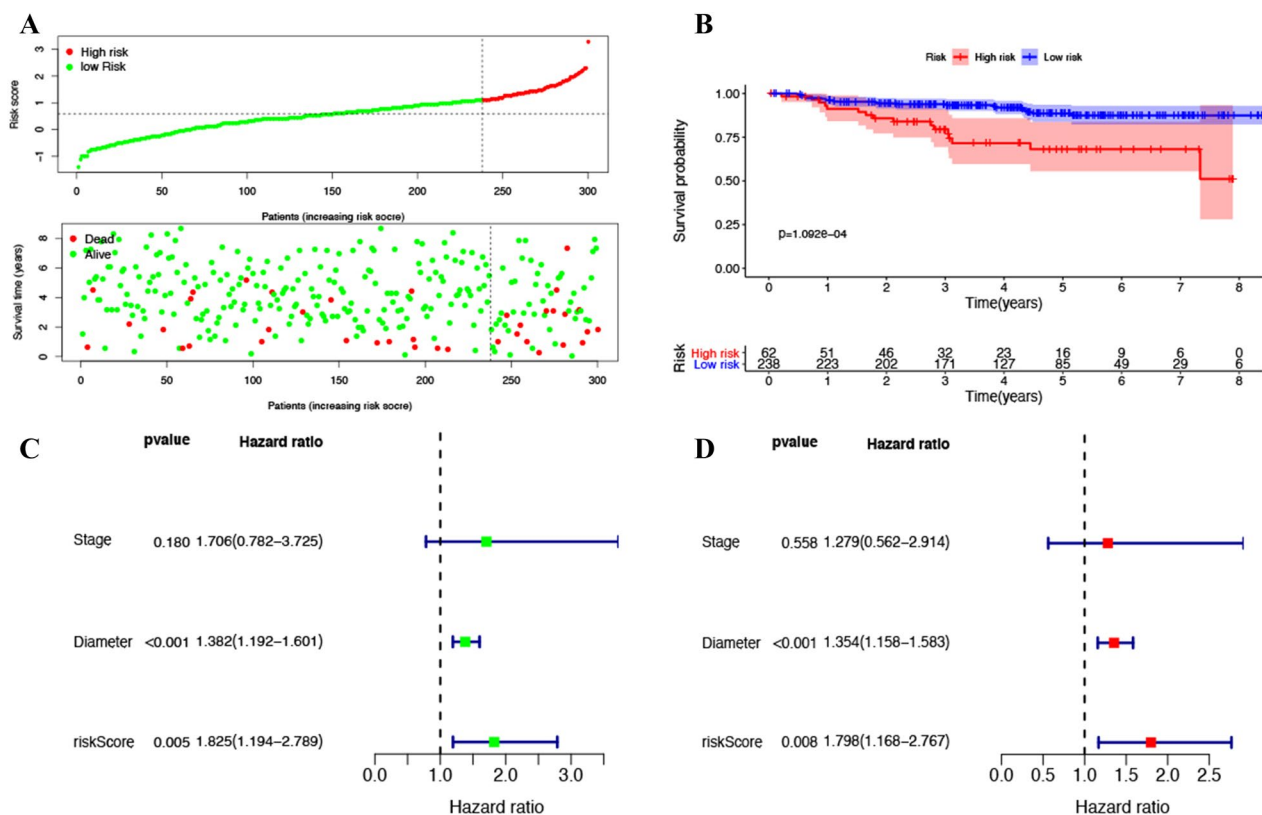 A
High risk
low Risk
Risk score
3
2
1
0
−1
0 50 100 150 200 250 300
Patients (increasing risk socre)
Dead
Alive
Survival time (years)
8
6
4
2
0
0 50 100 150 200 250 300
Patients (increasing risk socre)
B
Risk High risk Low risk
Survival probability
1.00
0.75
0.50
0.25
0.00
p=1.092e−04
0 1 2 3 4 5 6 7 8
Time(years)
Risk
High risk 62 51 46 32 23 16 9 6 0
Low risk 238 223 202 171 127 85 49 29 6
0 1 2 3 4 5 6 7 8
Time(years)
C
pvalue Hazard ratio
Stage 0.180 1.706(0.782−3.725)
Diameter <0.001 1.382(1.192−1.601)
riskScore 0.005 1.825(1.194−2.789)
0.0 1.0 2.0 3.0
Hazard ratio
D
pvalue Hazard ratio
Stage 0.558 1.279(0.562−2.914)
Diameter <0.001 1.354(1.158−1.583)
riskScore 0.008 1.798(1.168−2.767)
0.0 0.5 1.0 1.5 2.0 2.5
Hazard ratio